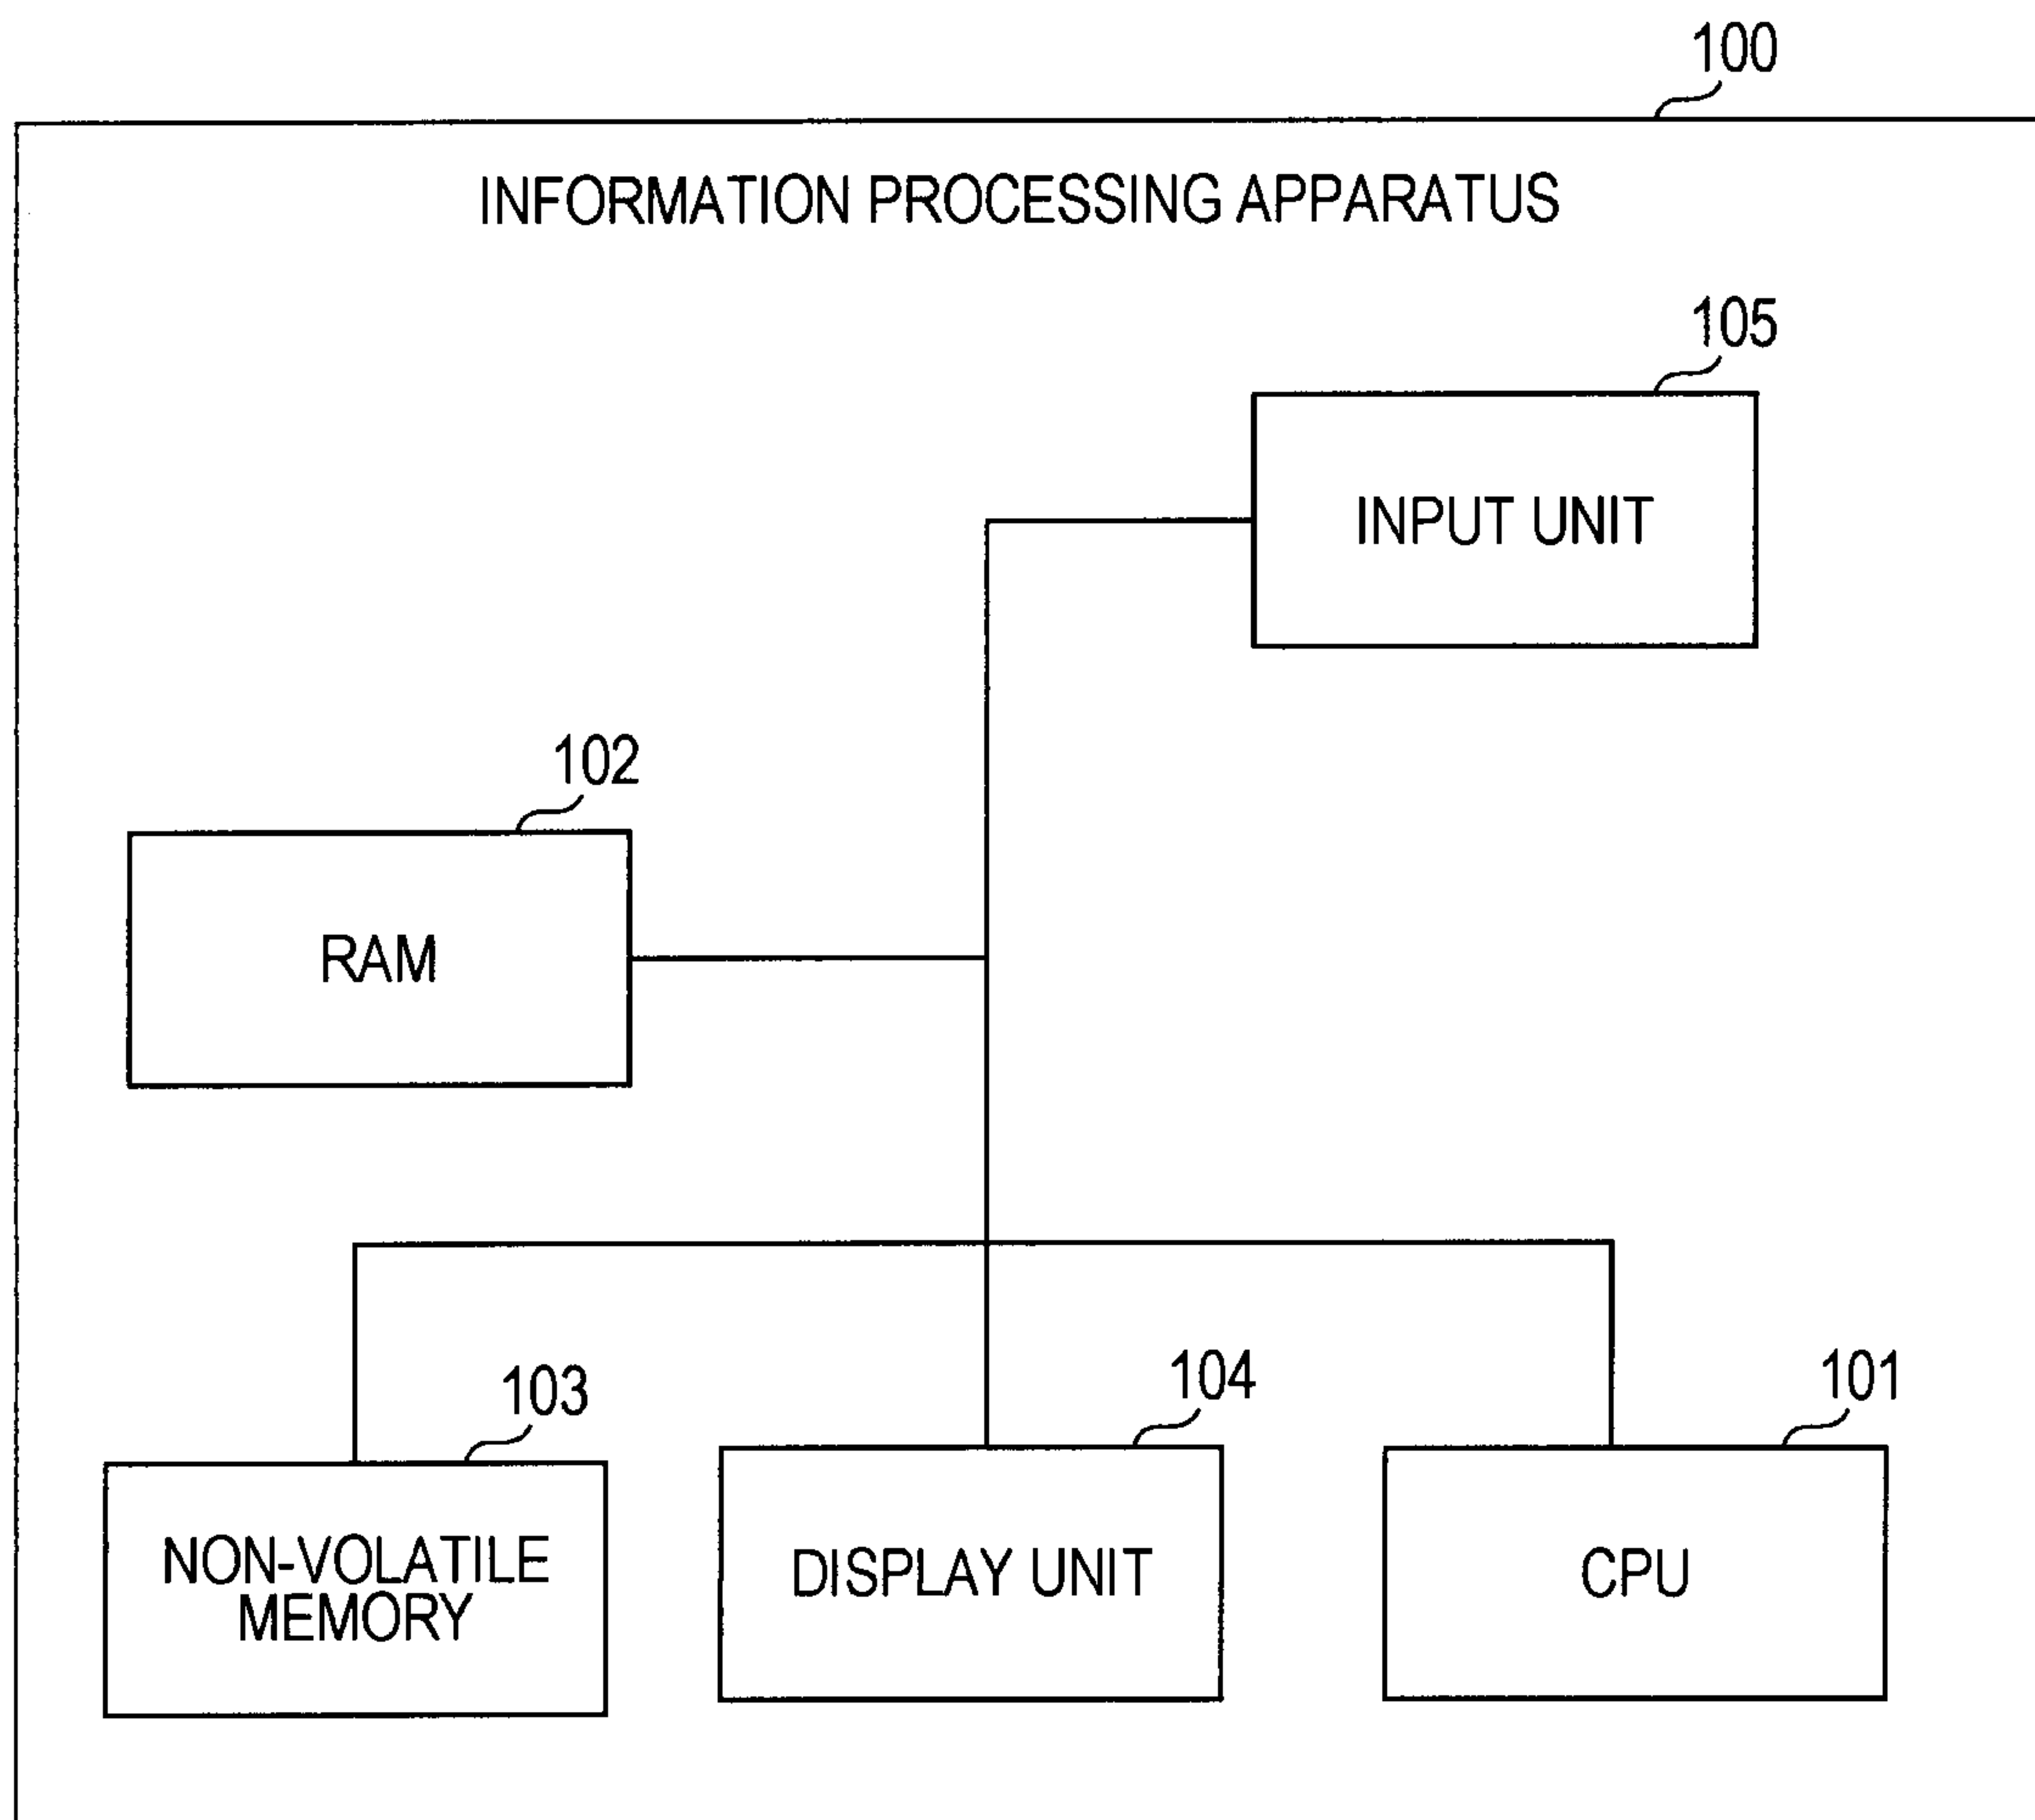 100
INFORMATION PROCESSING APPARATUS
105
INPUT UNIT
102
RAM
103
104
101
NON-VOLATILE
MEMORY
DISPLAY UNIT
CPU